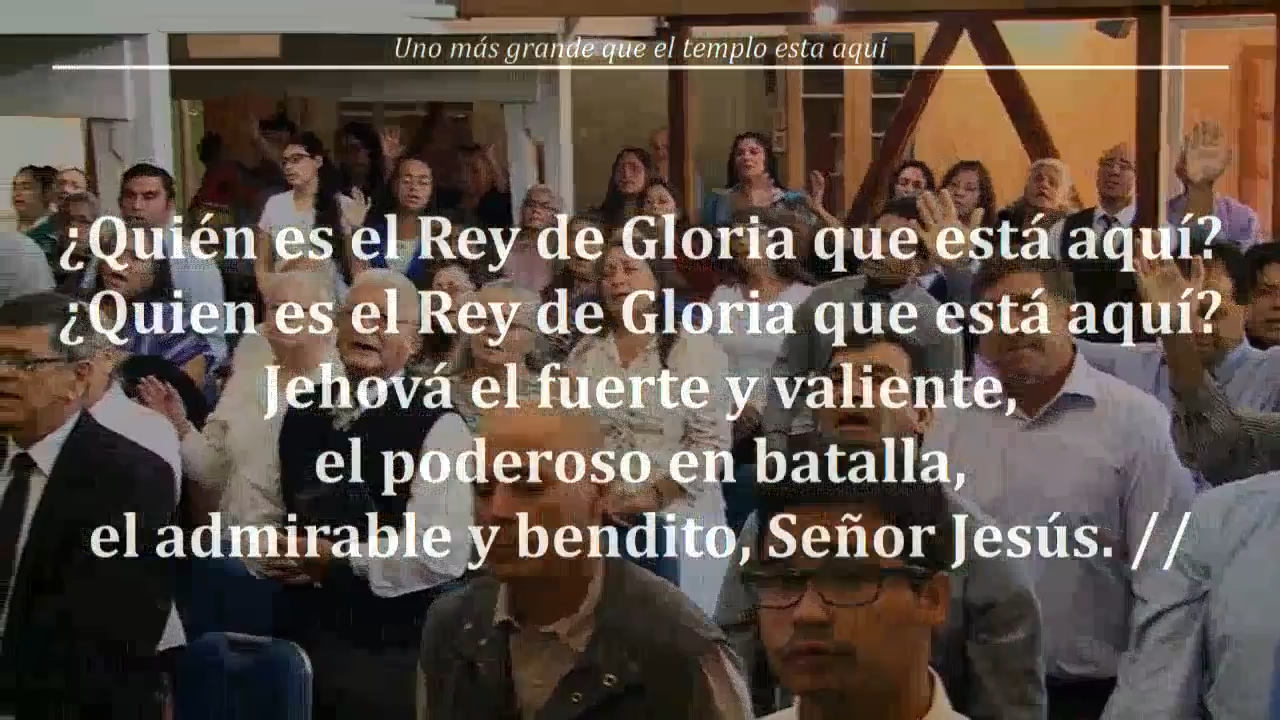 Uno más grande que el templo esta aquí
¿Quién es el Rey de Gloria que está aquí?
¿Quien es el Rey de Gloria que está aquí?
Jehová el fuerte y valiente,
el poderoso en batalla,
el admirable y bendito, Señor Jesús. //